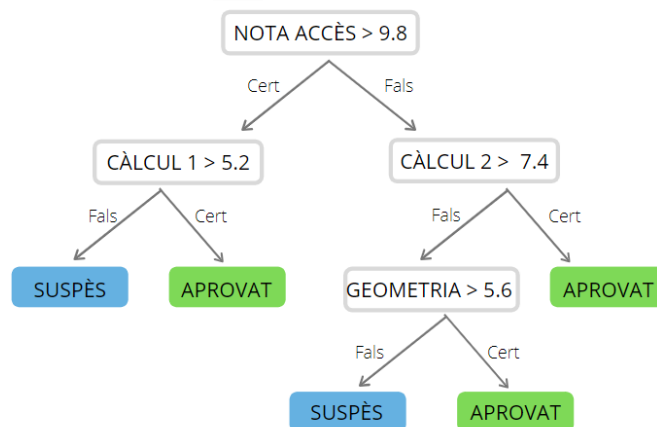 NOTA ACCÈS > 9.8
Cert
Fals
CÀLCUL 1 > 5.2
CÀLCUL 2 > 7.4
Fals
Cert
Fals
Cert
SUSPÈS
APROVAT
GEOMETRIA > 5.6
APROVAT
Fals
Cert
SUSPÈS
APROVAT